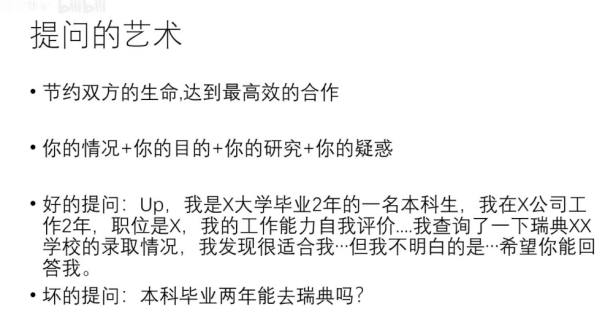 提问的艺术
• 节约双方的生命,达到最高效的合作
• 你的情况+你的目的+你的研究+你的疑惑
• 好的提问：Up，我是X大学毕业2年的一名本科生，我在X公司工
作2年，职位是X，我的工作能力自我评价....我查询了一下瑞典XX
学校的录取情况，我发现很适合我…但我不明白的是…希望你能回
答我。
• 坏的提问：本科毕业两年能去瑞典吗？